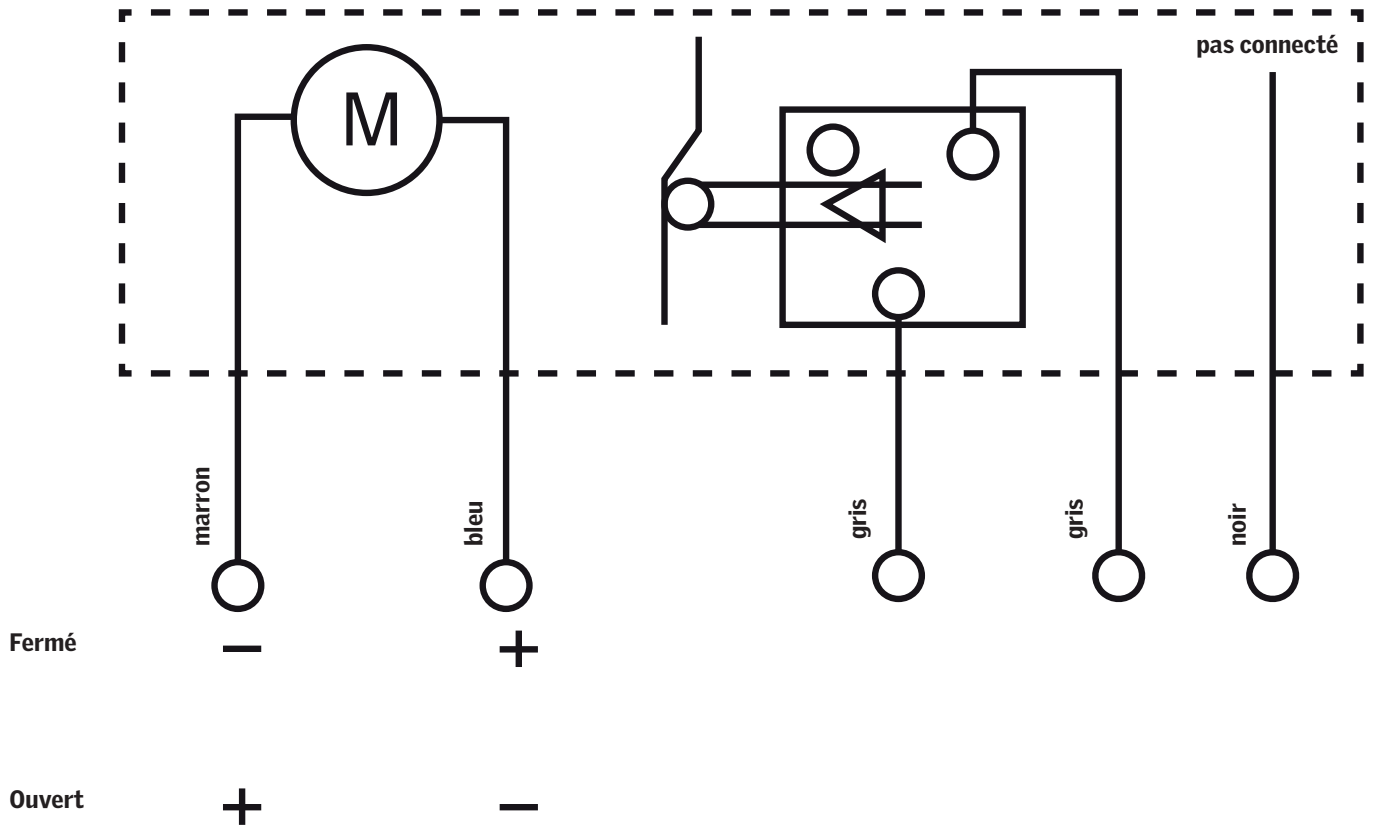 pas connecté
M
marron
bleu
gris
gris
noir
Fermé
− +
Ouvert
+ −